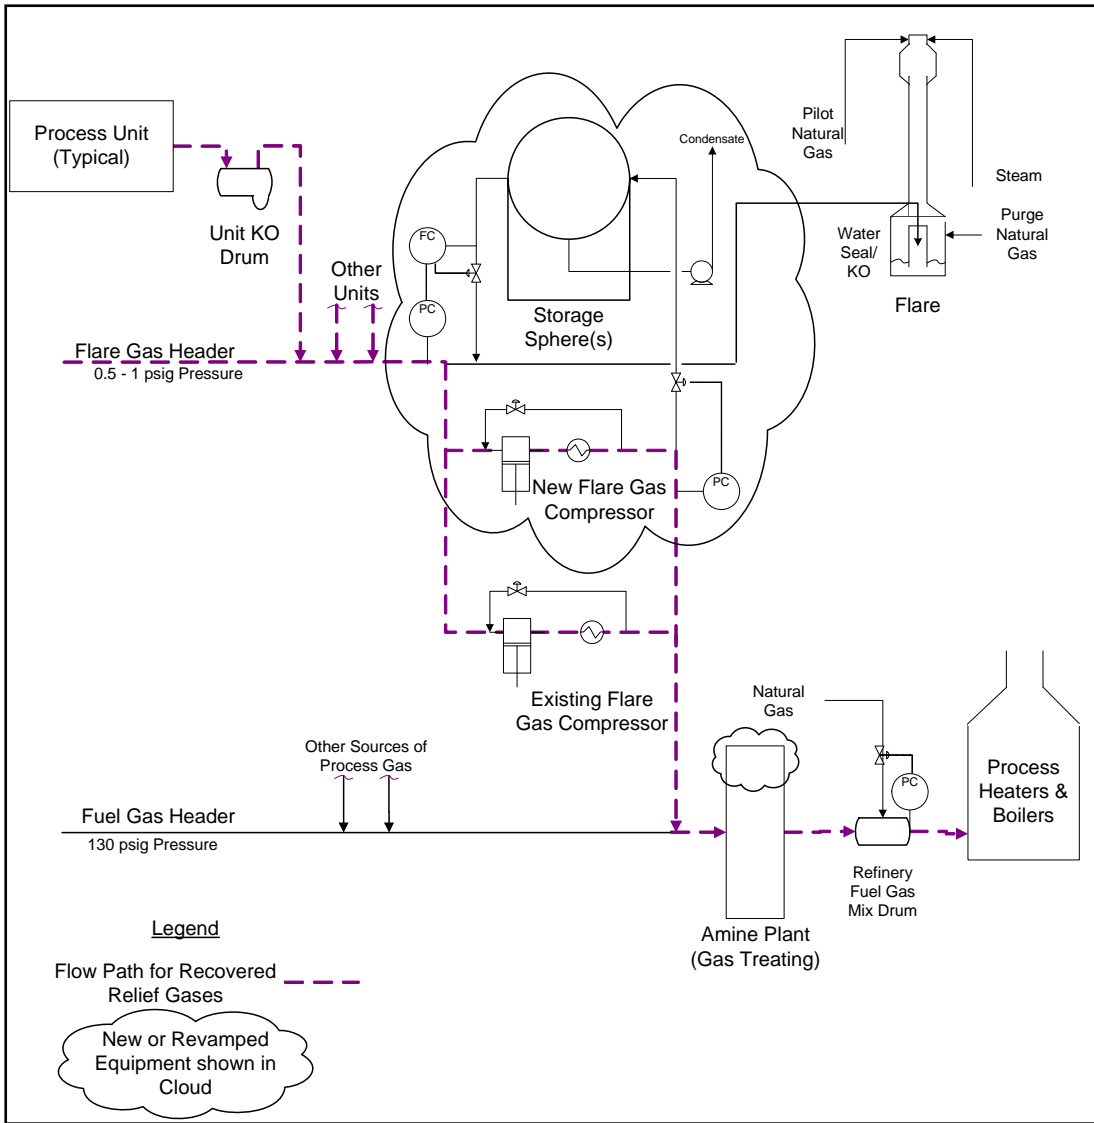 Process Unit
(Typical)
Unit KO
Drum
Other
Units
Flare Gas Header
0.5 - 1 psig Pressure
FC
PC
Storage
Sphere(s)
Condensate
Pilot
Natural
Gas
Steam
Water
Seal/
KO
Purge
Natural
Gas
Flare
New Flare Gas
Compressor
PC
Existing Flare
Gas Compressor
Other Sources of
Process Gas
Fuel Gas Header
130 psig Pressure
Natural
Gas
PC
Process
Heaters &
Boilers
Refinery
Fuel Gas
Mix Drum
Amine Plant
(Gas Treating)
Legend
Flow Path for Recovered
Relief Gases
New or Revamped
Equipment shown in
Cloud